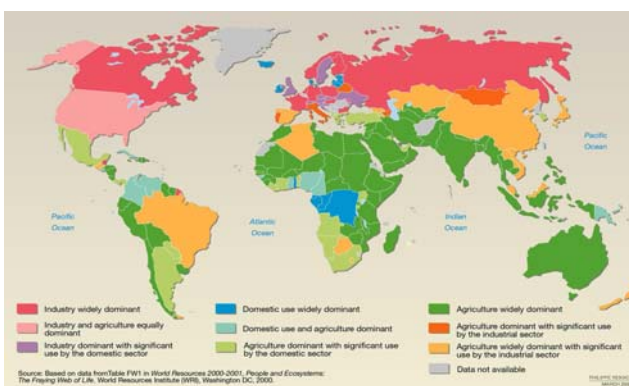 Pacific
Ocean
Pacific
Ocean
Atlantic
Ocean
Indian
Ocean
Industry widely dominant
Industry and agriculture equally
dominant
Industry dominant with significant
use by the domestic sector
Domestic use widely dominant
Domestic use and agriculture dominant
Agriculture dominant with significant use
by the domestic sector
Agriculture widely dominant
Agriculture dominant with significant use
by the industrial sector
Agriculture widely dominant with significant
use by the industrial sector
Data not available
Source: Based on data fromTable FW1 in World Resources 2000-2001, People and Ecosystems:
The Fraying Web of Life, World Resources Institute (WRI), Washington DC, 2000.
PHILIPPE
MARCH